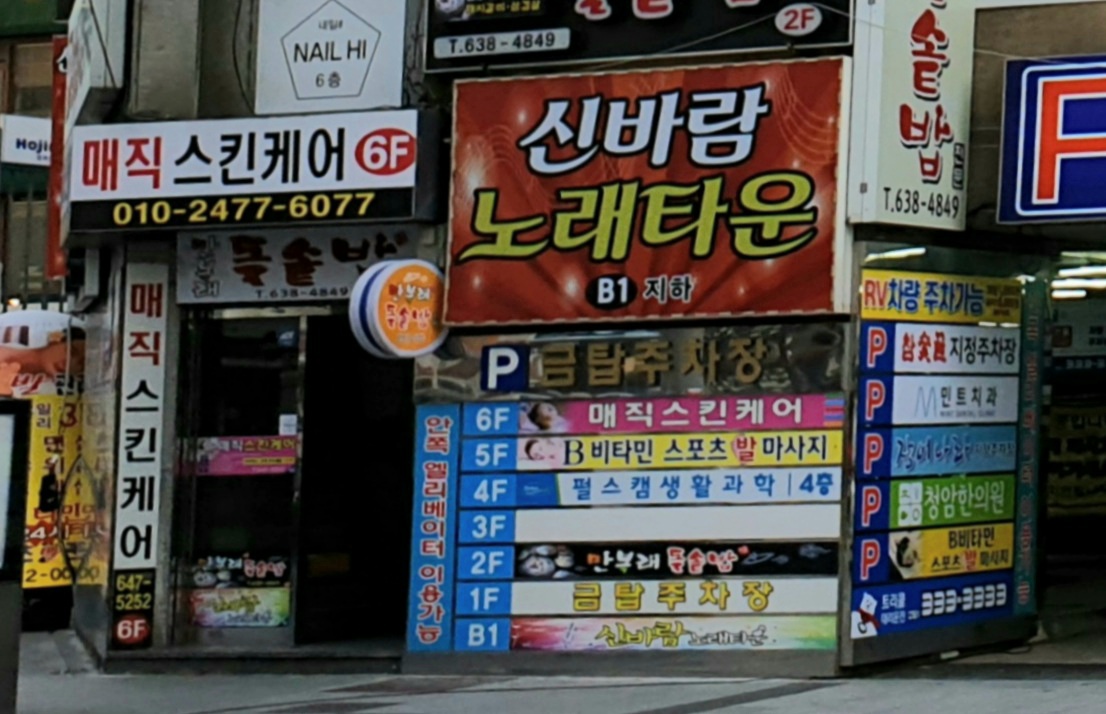 NAIL HI
6층
T.638-4849
2F
솥밥
T.638-4849
매직 스킨케어 6F
010-2477-6077
돌솥밥
T.638-4849
신바람
노래타운
B1 지하
매직스킨케어
647-
5252
6F
P 금탑주차장
안쪽 엘리베이터 이용가능
6F 매직스킨케어
5F B 비타민 스포츠 발 마사지
4F 펄스캠생활과학 | 4층
3F
2F 만부래 돌솥밥
1F 금탑주차장
B1 신바람 노래타운
RV차량 주차가능
P 지정주차장
P 민트치과
P
P 청암한의원
P B비타민
스포츠 발 마사지
트리콜
333-3333